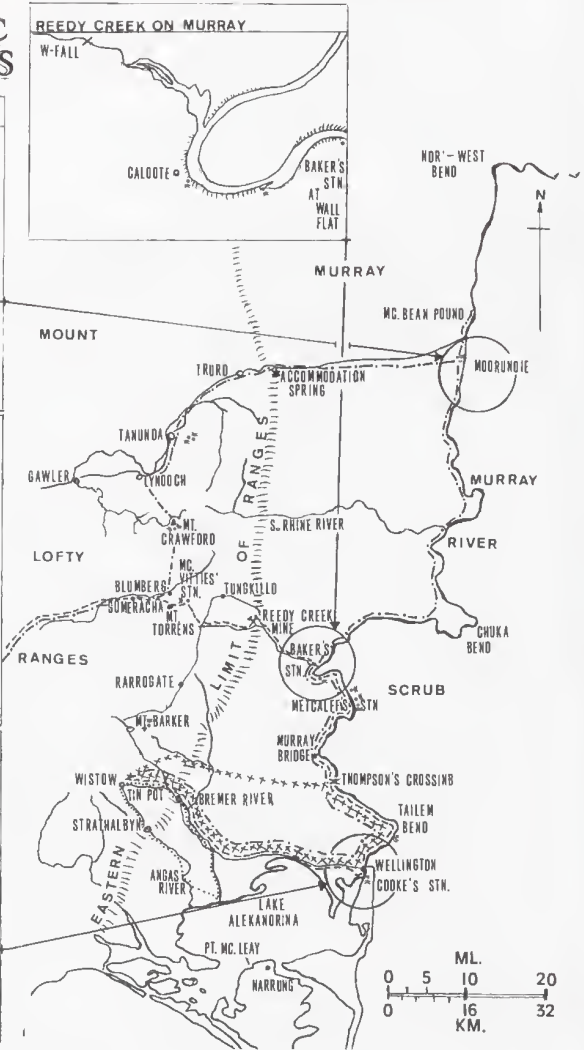 C
S
REEDY CREEK ON MURRAY
W-FALL
CALOOTE
BAKER'S
STN.
AT
WALL
FLAT
NOR'-WEST
BEND
N
MURRAY
MC. BEAN POUND
MOUNT
MOORUNDIE
TRURO
ACCOMMODATION
SPRING
TANUNDA
GAWLER
LYNDOCH
MURRAY
RIVER
S. RHINE RIVER
MT.
CRAWFORD
LOFTY
MC.
VITTIES'
STN.
BLUMBERG
TUNGKILLO
GUMERACHA
MT.
TORRENS
REEDY CREEK
MINE
CHUKA
BEND
RANGES
BAKER'S
STN.
SCRUB
RARROGATE
METCALF'S STN
MT. BARKER
MURRAY
BRIDGE
WISTOW
THOMPSON'S CROSSINB
TIN POT
BREMER RIVER
TAILEM
BEND
STRATHALBYN
WELLINGTON
COOKE'S STN.
ANGAS
RIVER
LAKE
ALEXANDRINA
PT. MC. LEAY
NARRUNG
EASTERN LIMIT OF RANGES
ML.
0 5 10 20
0 16 32
KM.